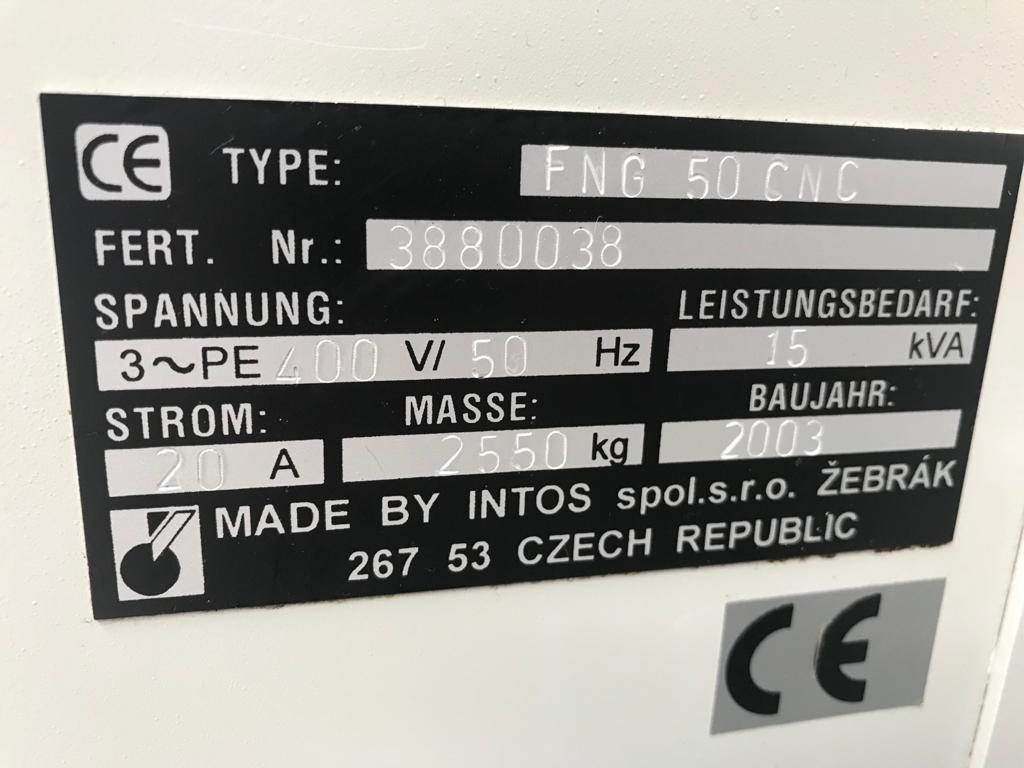 CE TYPE: FNG 50 CNC
FERT. Nr.: 3880038
SPANNUNG: LEISTUNGSBEDARF:
3~PE 400 V/ 50 Hz 15 kVA
STROM: MASSE: BAUJAHR:
20 A 2550 kg 2003
MADE BY INTOS spol.s.r.o. ŽEBRÁK
267 53 CZECH REPUBLIC
CE